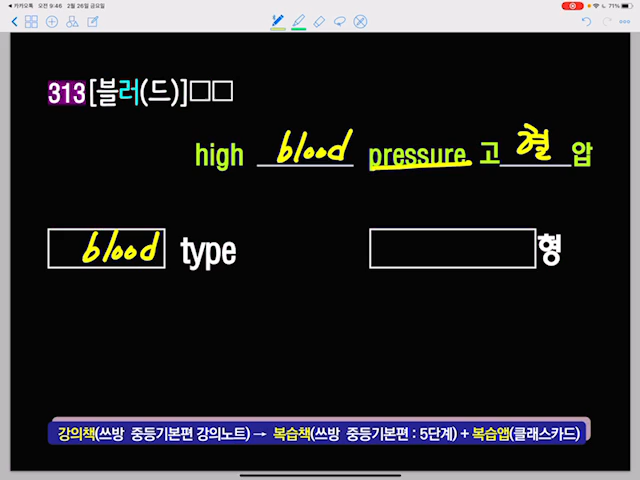 ◀ 카카오톡 오전 9:46 2월 26일 금요일 71%
313[블러(드)]□□
high blood pressure 고혈압
blood type 형
강의책(쓰방 중등기본편 강의노트) → 복습책(쓰방 중등기본편 : 5단계) + 복습앱(클래스카드)